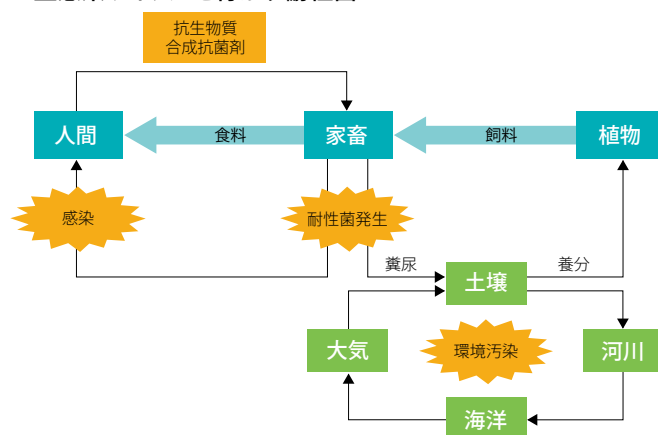 抗生物質
合成抗菌剤
人間
食料
家畜
飼料
植物
感染
耐性菌発生
糞尿
土壌
養分
大気
環境汚染
河川
海洋